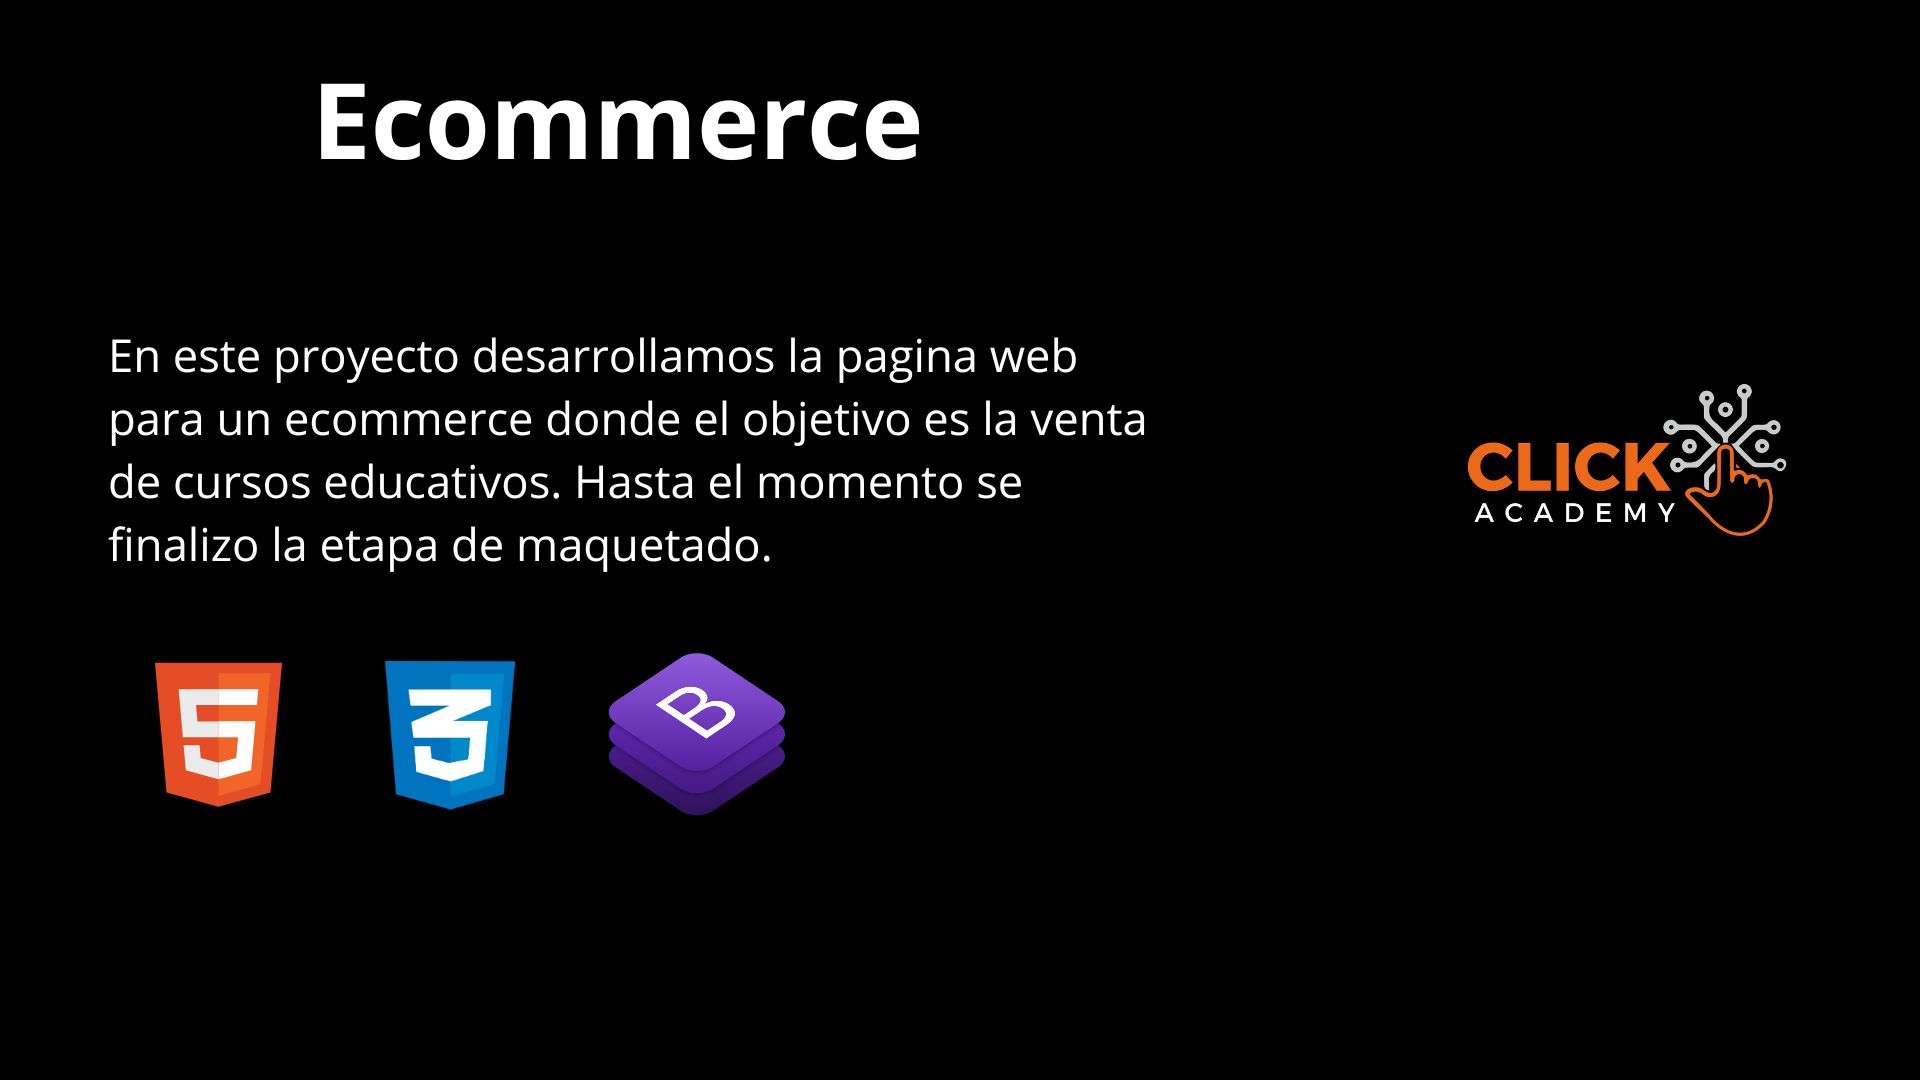 Ecommerce
En este proyecto desarrollamos la pagina web
para un ecommerce donde el objetivo es la venta
de cursos educativos. Hasta el momento se
finalizo la etapa de maquetado.
CLICK
ACADEMY
5
3
B